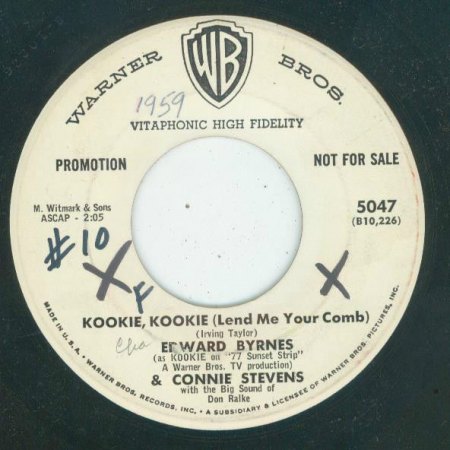 WARNER BROS.
WB
1959
VITAPHONIC HIGH FIDELITY
PROMOTION
NOT FOR SALE
M. Witmark & Sons
ASCAP - 2:05
5047
(B10,226)
#10
X
F
X
KOOKIE, KOOKIE (Lend Me Your Comb)
(Irving Taylor)
EDWARD BYRNES
(as KOOKIE on "77 Sunset Strip"
A Warner Bros. TV production)
& CONNIE STEVENS
with the Big Sound of
Don Ralke
MADE IN U.S.A. • WARNER BROS. RECORDS, INC. • A SUBSIDIARY & LICENSEE OF WARNER BROS. PICTURES, INC.